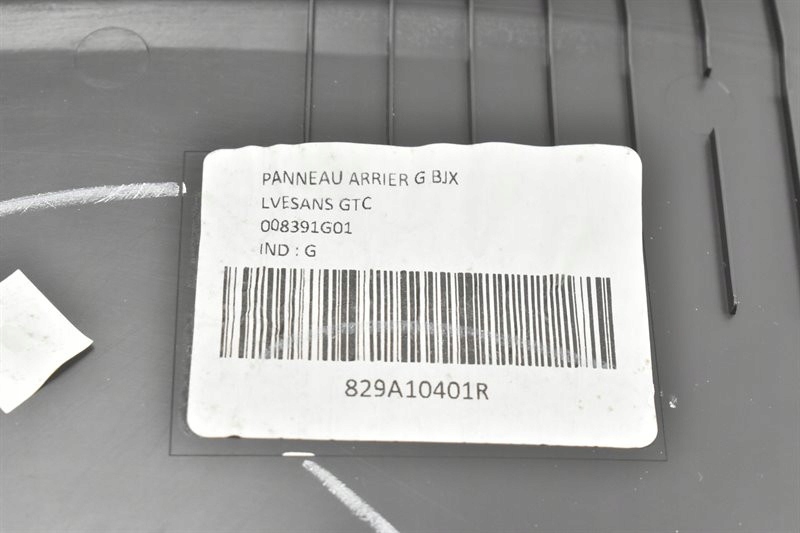 PANNEAU ARRIER G BJX
LVESANS GTC
008391G01
IND : G
829A10401R